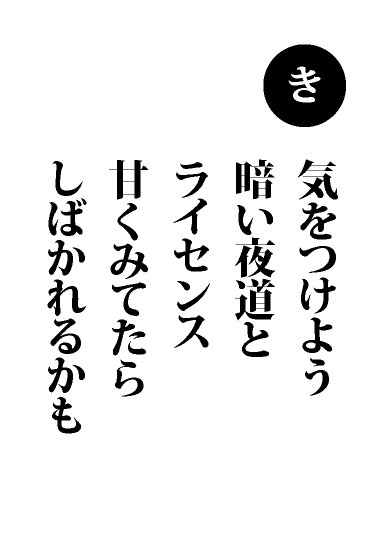 き
気をつけよう
暗い夜道と
ライセンス
甘くみてたら
しばかれるかも